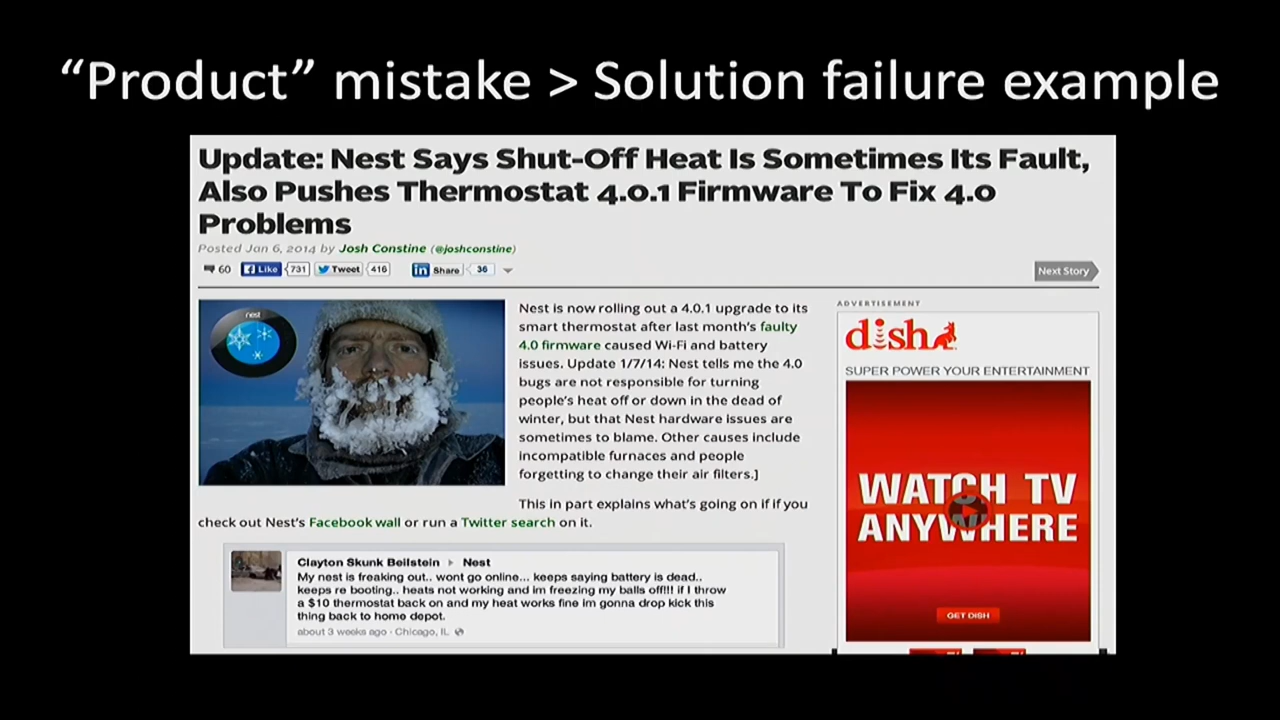 “Product” mistake > Solution failure example
Update: Nest Says Shut-Off Heat Is Sometimes Its Fault,
Also Pushes Thermostat 4.0.1 Firmware To Fix 4.0
Problems
Posted Jan 6, 2014 by Josh Constine (@joshconstine)
60 Like 731 Tweet 416 in Share 36
Next Story
nest
Nest is now rolling out a 4.0.1 upgrade to its
smart thermostat after last month's faulty
4.0 firmware caused Wi-Fi and battery
issues. Update 1/7/14: Nest tells me the 4.0
bugs are not responsible for turning
people's heat off or down in the dead of
winter, but that Nest hardware issues are
sometimes to blame. Other causes include
incompatible furnaces and people
forgetting to change their air filters.]
This in part explains what's going on if if you
check out Nest's Facebook wall or run a Twitter search on it.
Clayton Skunk Beilstein Nest
My nest is freaking out.. wont go online... keeps saying battery is dead..
keeps re booting.. heats not working and im freezing my balls off!!! if I throw
a $10 thermostat back on and my heat works fine im gonna drop kick this
thing back to home depot.
about 3 weeks ago · Chicago, IL
ADVERTISEMENT
dish
SUPER POWER YOUR ENTERTAINMENT
WATCH TV
ANYWHERE
GET DISH